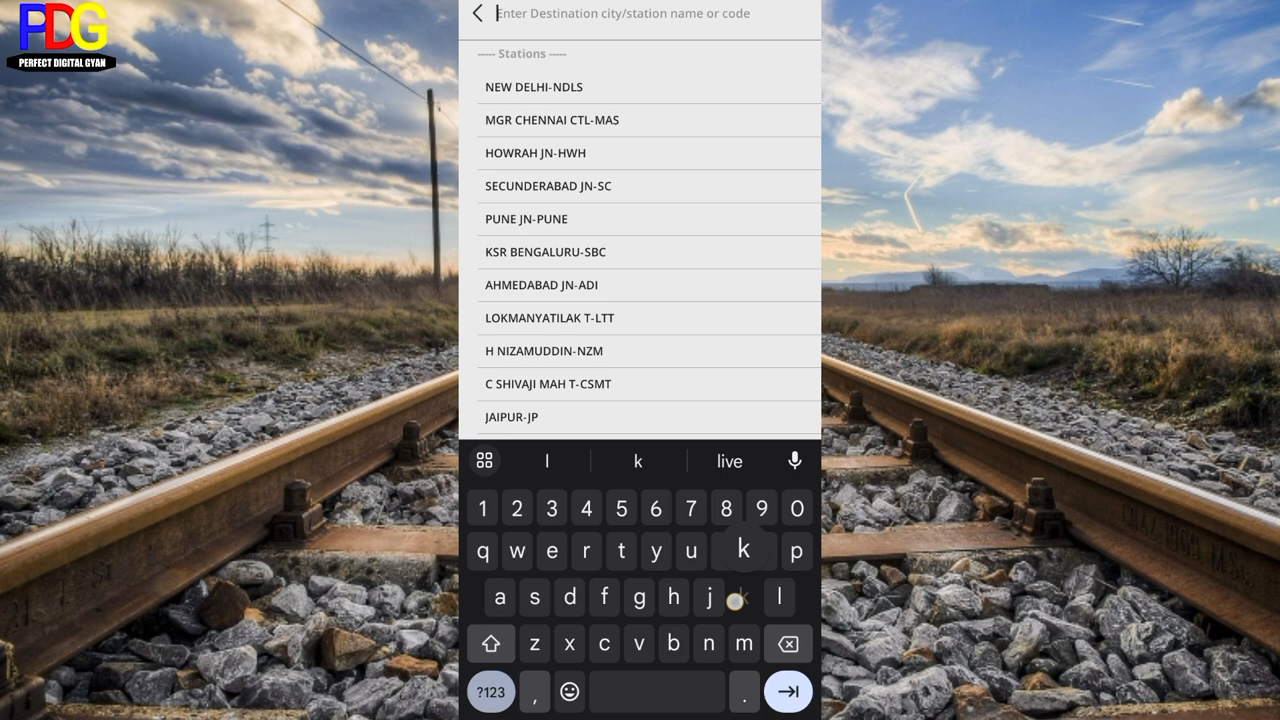 PDG
PERFECT DIGITAL GYAN
Enter Destination city/station name or code
----- Stations -----
NEW DELHI-NDLS
MGR CHENNAI CTL-MAS
HOWRAH JN-HWH
SECUNDERABAD JN-SC
PUNE JN-PUNE
KSR BENGALURU-SBC
AHMEDABAD JN-ADI
LOKMANYATILAK T-LTT
H NIZAMUDDIN-NZM
C SHIVAJI MAH T-CSMT
JAIPUR-JP
l k live
1 2 3 4 5 6 7 8 9 0
q w e r t y u k p
a s d f g h j k l
z x c v b n m
?123 , .